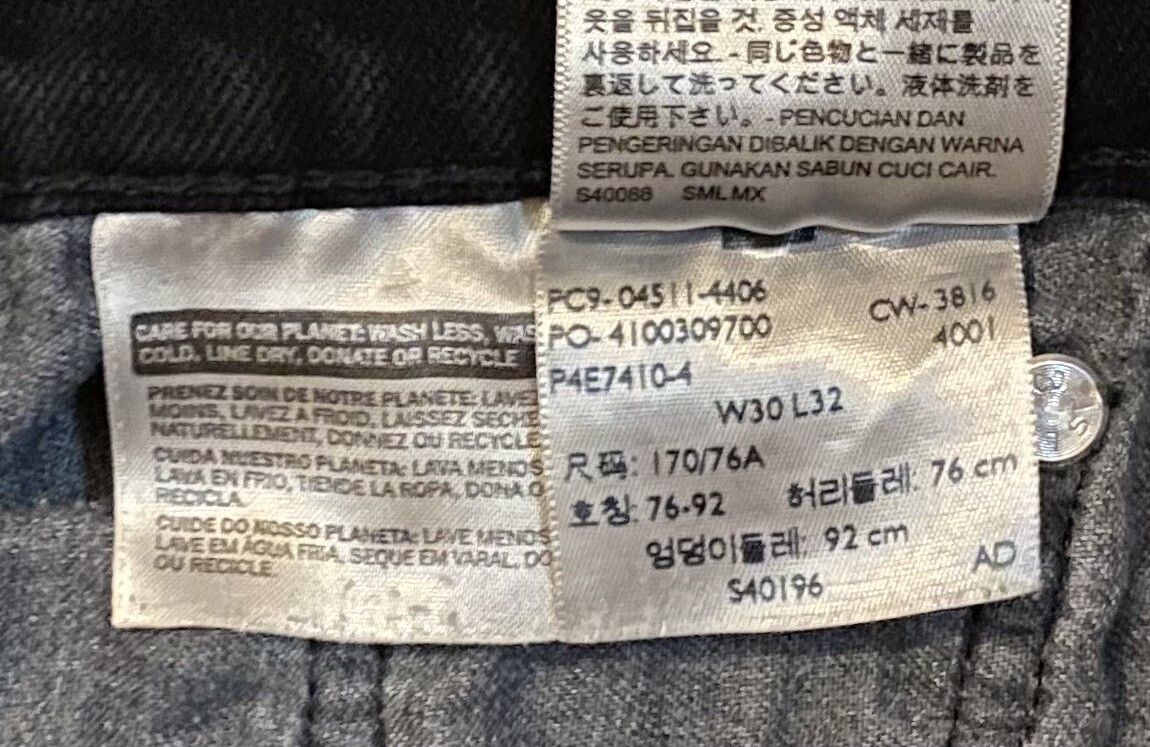 옷을 뒤집을 것. 중성 액체 세제를
사용하세요. - 同じ色物と一緒に製品を
裏返して洗ってください。液体洗剤を
ご使用下さい。- PENCUCIAN DAN
PENGERINGAN DIBALIK DENGAN WARNA
SERUPA. GUNAKAN SABUN CUCI CAIR.
S40088 SML MX
CARE FOR OUR PLANET: WASH LESS, WAS
COLD, LINE DRY, DONATE OR RECYCLE
PRENEZ SOIN DE NOTRE PLANETE: LAVE
MOINS, LAVEZ A FROID, LAISSEZ SECHE
NATURELLEMENT, DONNEZ OU RECYCLE
CUIDA NUESTRO PLANETA: LAVA MENOS
LAVA EN FRIO, TIENDE LA ROPA, DONA O
RECICLA.
CUIDE DO NOSSO PLANETA: LAVE MENOS
LAVE EM ÁGUA FRIA, SEQUE EM VARAL, DO
OU RECICLE.
PC9-04511-4406 CW-3816
PO-4100309700 4001
P4E7410-4
W30 L32
尺码: 170/76A
호칭: 76-92 허리둘레: 76 cm
엉덩이둘레: 92 cm
S40196 AD